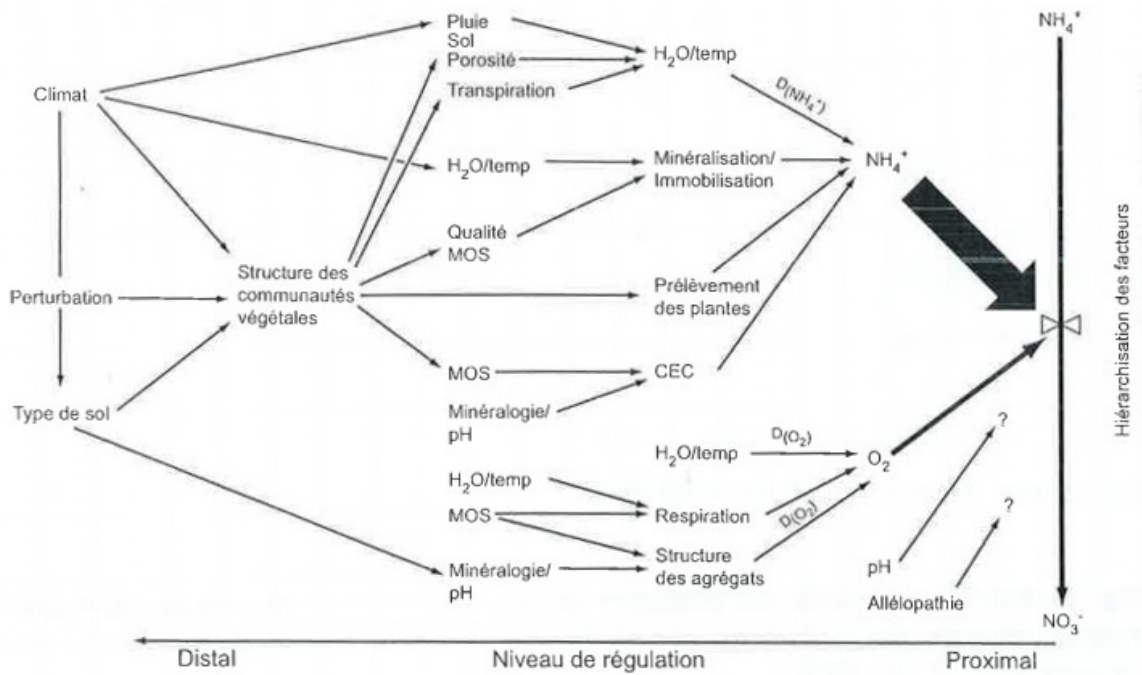 Pluie
Sol
Porosité
Transpiration
H₂O/temp
D(NH₄⁺)
NH₄⁺
Climat
H₂O/temp
Minéralisation/
Immobilisation
NH₄⁺
Qualité
MOS
Structure des
communautés
végétales
Perturbation
Prélèvement
des plantes
Hiérarchisation des facteurs
MOS
CEC
Type de sol
Minéralogie/
pH
H₂O/temp
D(O₂)
O₂
?
H₂O/temp
MOS
Respiration
D(O₂)
?
Structure
des agrégats
Minéralogie/
pH
pH
Allélopathie
NO₃⁻
Distal
Niveau de régulation
Proximal